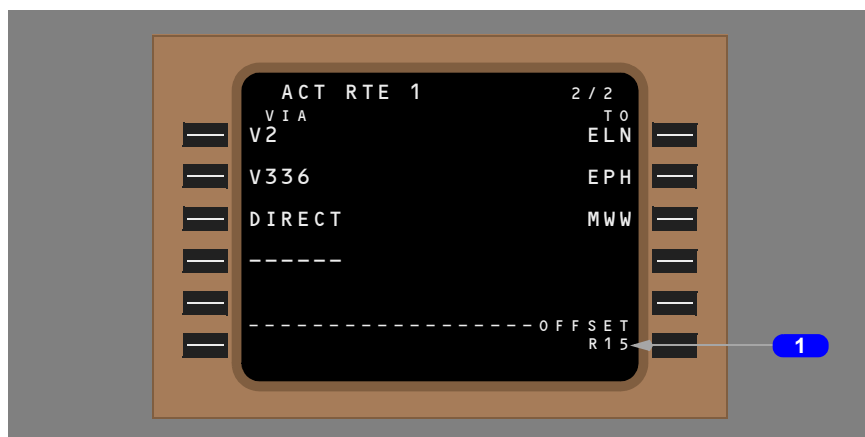 ACT RTE 1 2/2
VIA TO
V2 ELN
V336 EPH
DIRECT MWW
------
-------------------OFFSET
R15
1